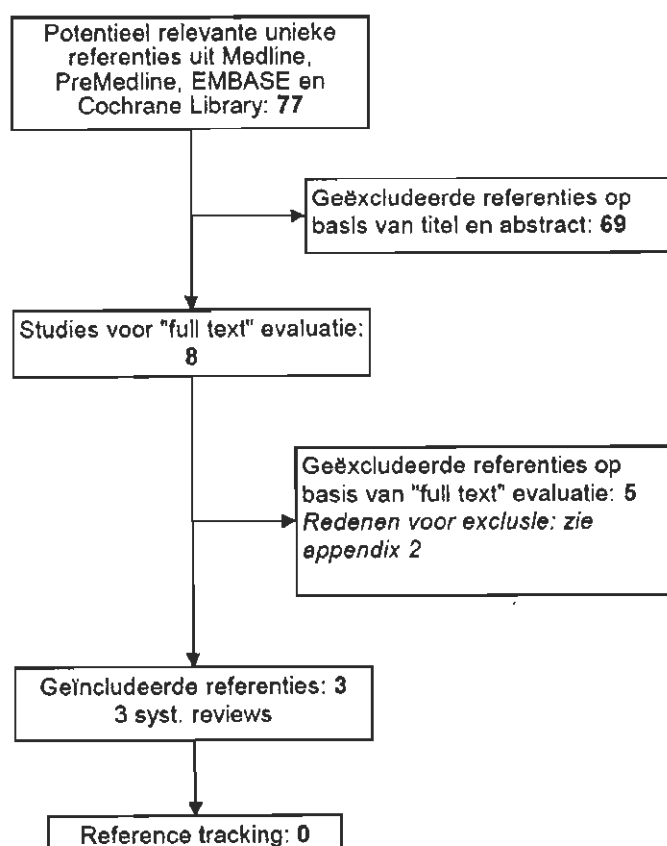 Potentieel relevante unieke
referenties uit Medline,
PreMedline, EMBASE en
Cochrane Library: 77
Geëxcludeerde referenties op
basis van titel en abstract: 69
Studies voor "full text" evaluatie:
8
Geëxcludeerde referenties op
basis van "full text" evaluatie: 5
Redenen voor exclusie: zie
appendix 2
Geïncludeerde referenties: 3
3 syst. reviews
Reference tracking: 0